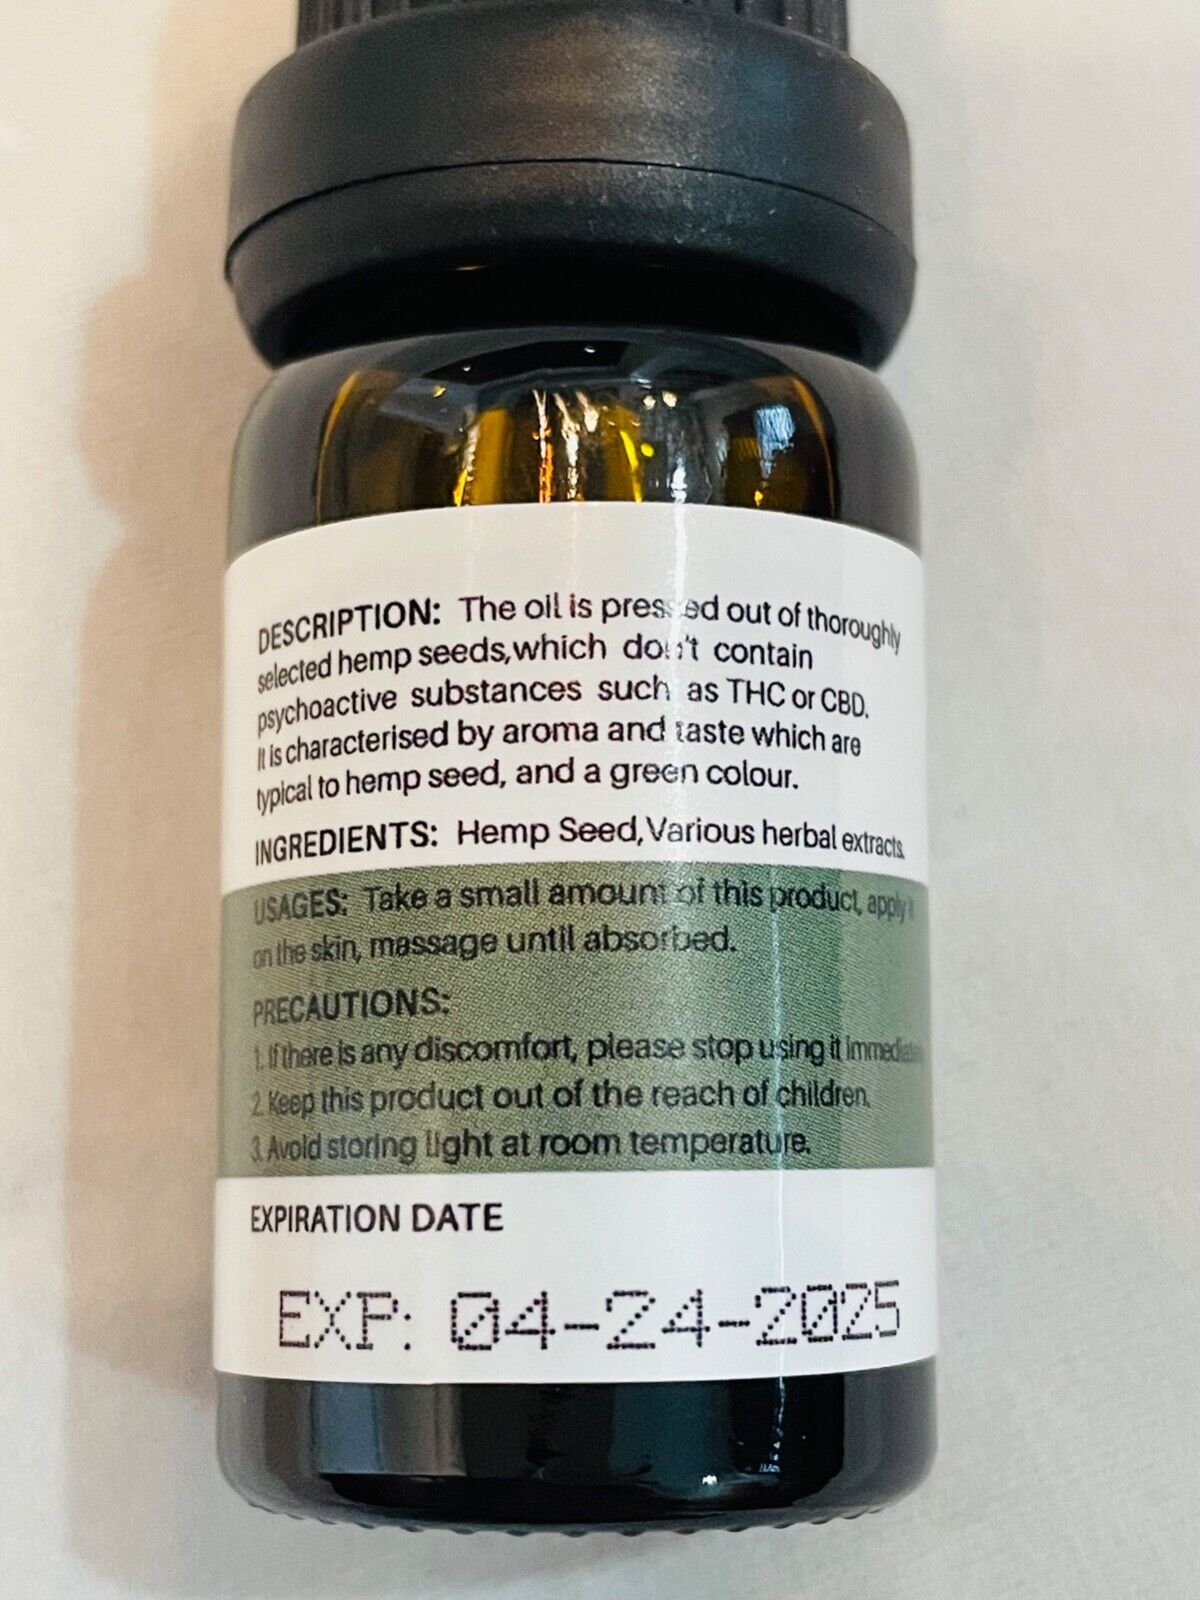 DESCRIPTION: The oil is pressed out of thoroughly
selected hemp seeds,which don't contain
psychoactive substances such as THC or CBD.
It is characterised by aroma and taste which are
typical to hemp seed, and a green colour.
INGREDIENTS: Hemp Seed,Various herbal extracts.
USAGES: Take a small amount of this product, apply it
on the skin, massage until absorbed.
PRECAUTIONS:
1. If there is any discomfort, please stop using it
2. Keep this product out of the reach of children.
3. Avoid storing light at room temperature.
EXPIRATION DATE
EXP: 04-24-2025